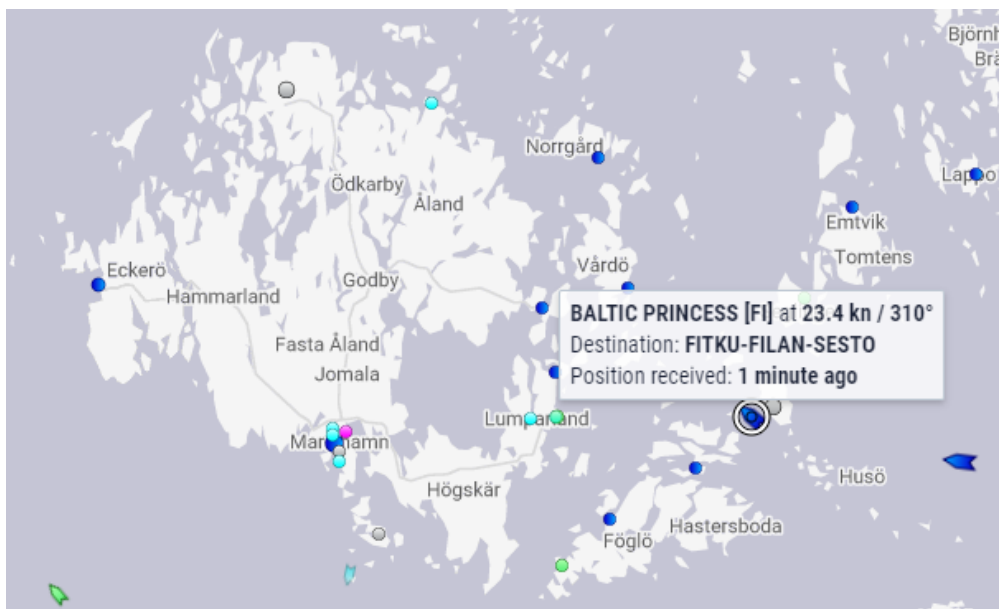 Björnh
Brä
Norrgård
Lappo
Ödkarby
Åland
Emtvik
Tomtens
Eckerö
Vårdö
Godby
Hammarland
BALTIC PRINCESS [FI] at 23.4 kn / 310°
Destination: FITKU-FILAN-SESTO
Position received: 1 minute ago
Fasta Åland
Jomala
Lumparland
Mariehamn
Husö
Högskär
Hastersboda
Föglö